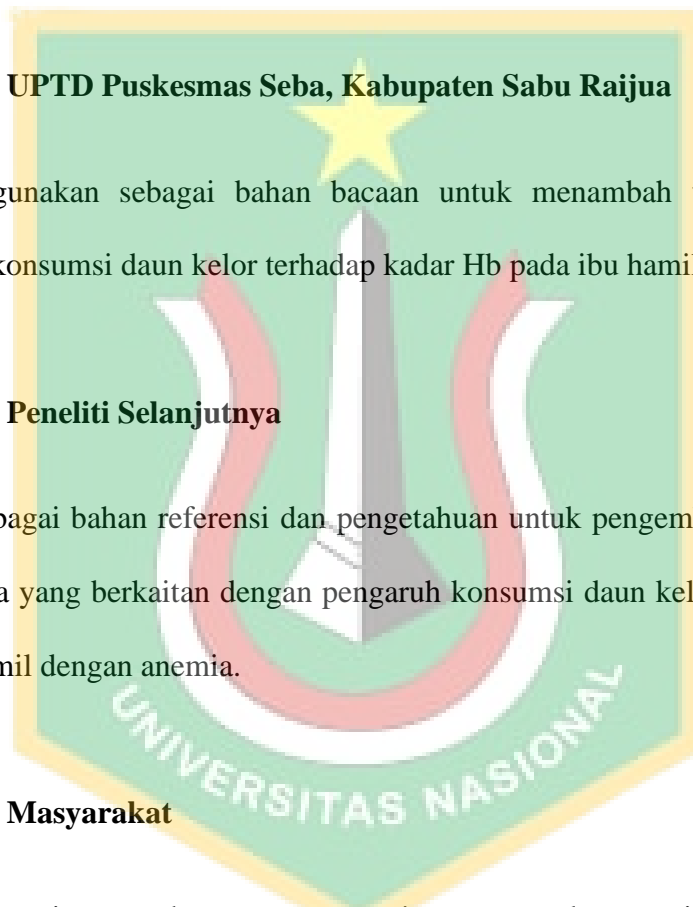 UPTD Puskesmas Seba, Kabupaten Sabu Raijua
gunakan sebagai bahan bacaan untuk menambah
konsumsi daun kelor terhadap kadar Hb pada ibu hamil
Peneliti Selanjutnya
bagai bahan referensi dan pengetahuan untuk pengem
a yang berkaitan dengan pengaruh konsumsi daun kel
mil dengan anemia.
UNIVERSITAS NASIONAL
Masyarakat